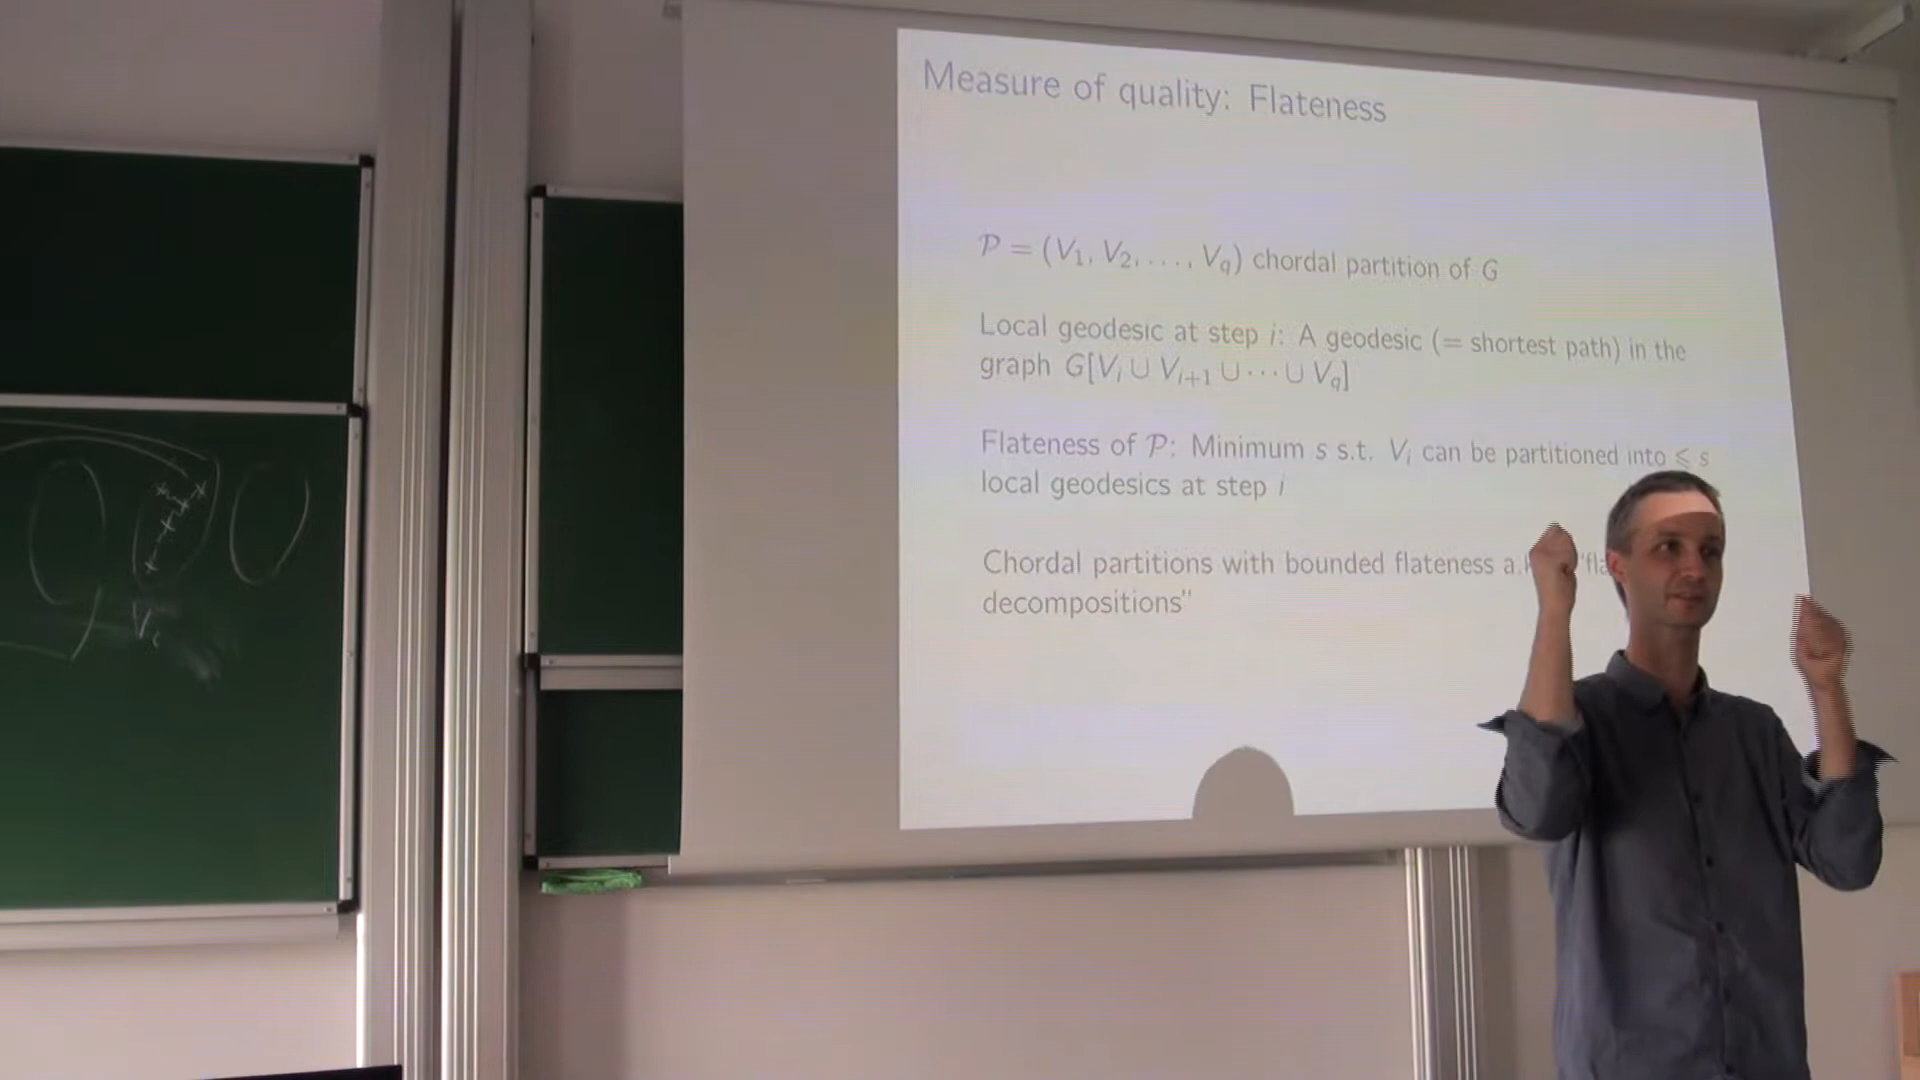 Measure of quality: Flateness
𝒫 = (V₁, V₂, . . . , V_q) chordal partition of G
Local geodesic at step i: A geodesic (= shortest path) in the
graph G[V_i ∪ V_{i+1} ∪ · · · ∪ V_q]
Flateness of 𝒫: Minimum s s.t. V_i can be partitioned into ⩽ s
local geodesics at step i
Chordal partitions with bounded flateness
decompositions"
V_i